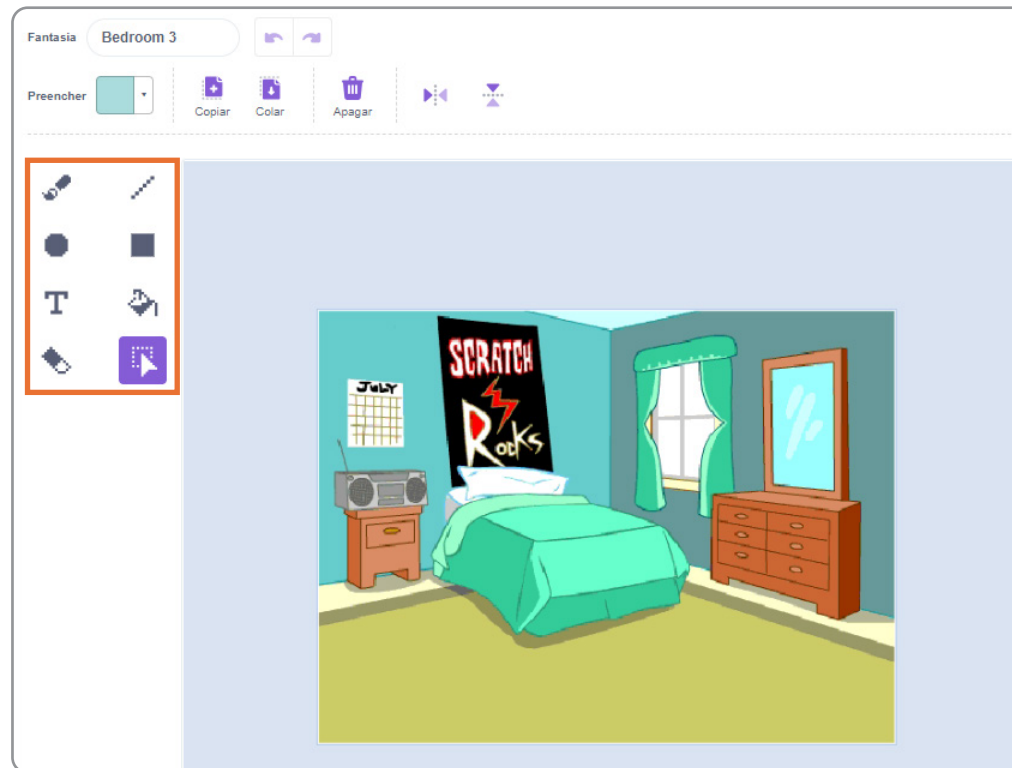 Fantasia Bedroom 3
Preencher
Copiar Colar Apagar
T
JULY
SCRATCH
ROCKS